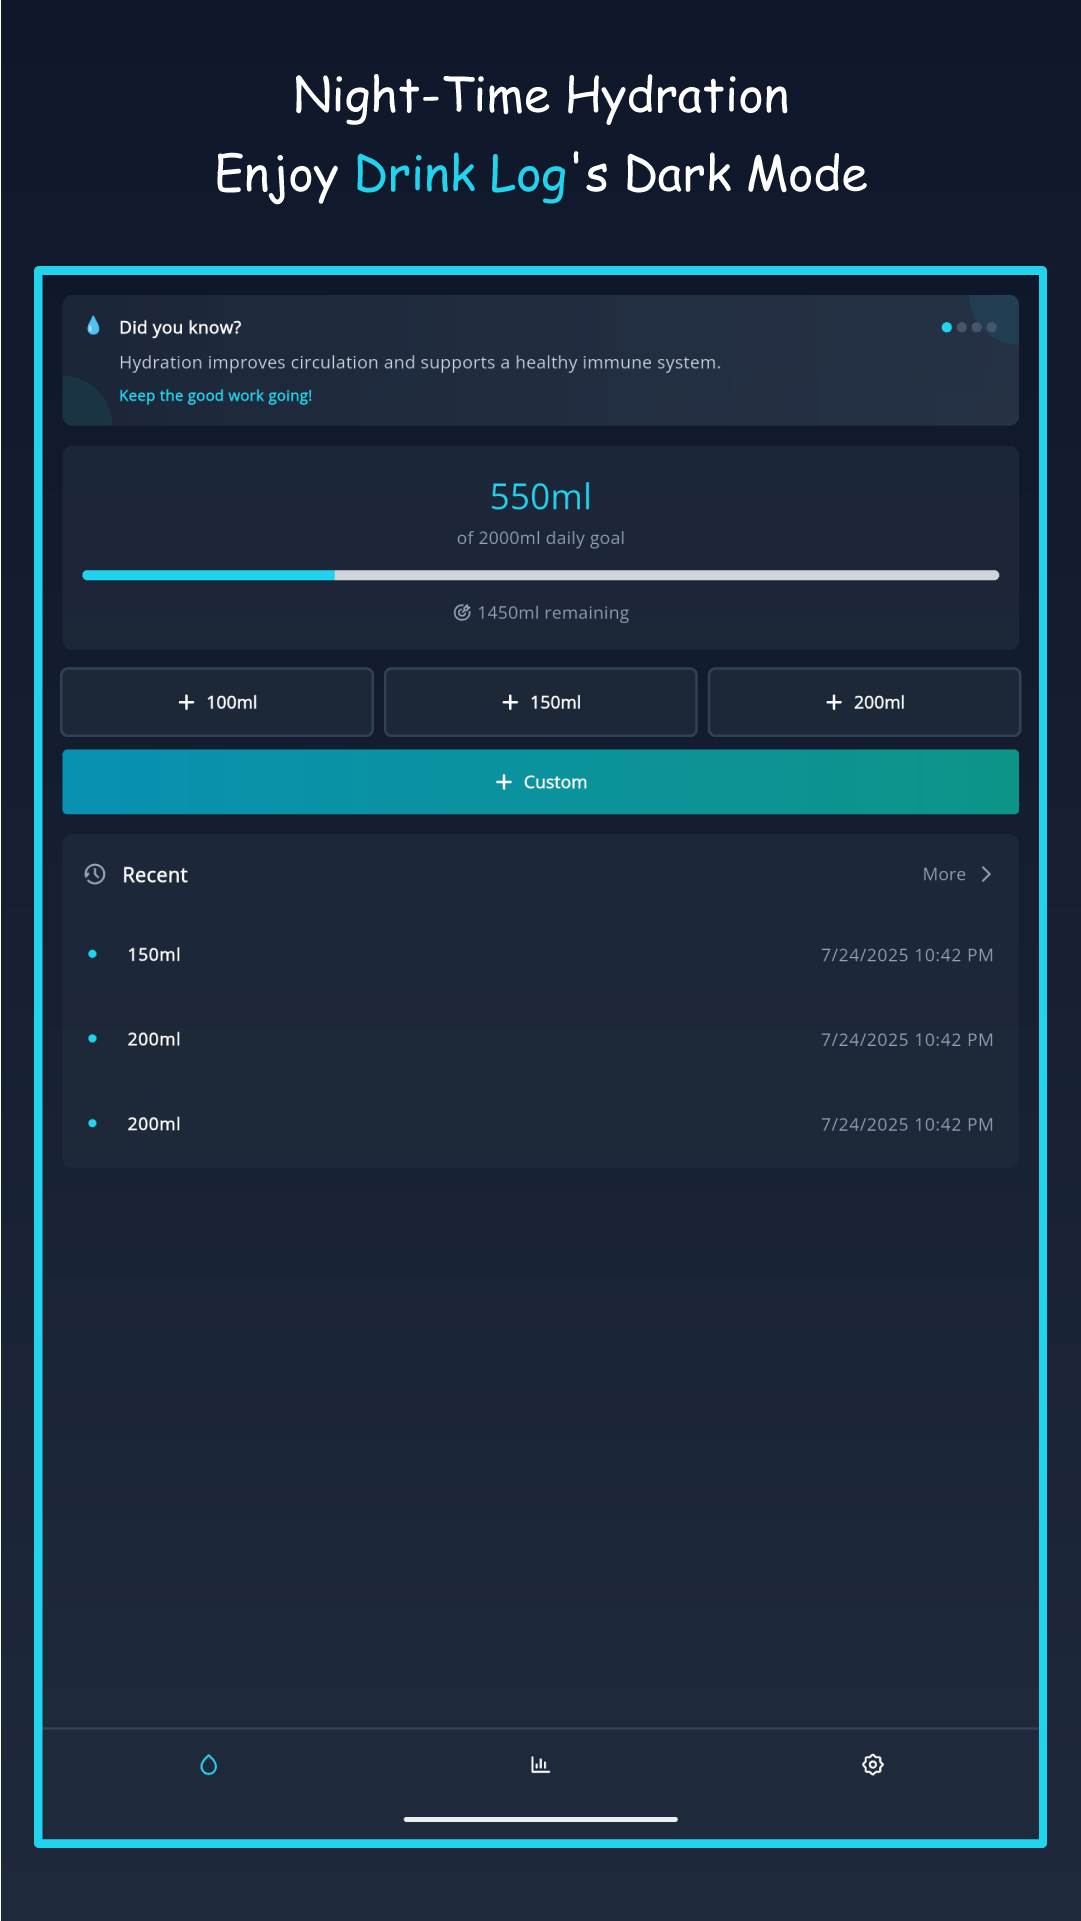 Night-Time Hydration
Enjoy Drink Log's Dark Mode
Did you know?
Hydration improves circulation and supports a healthy immune system.
Keep the good work going!
550ml
of 2000ml daily goal
1450ml remaining
+ 100ml
+ 150ml
+ 200ml
+ Custom
Recent
More
150ml 7/24/2025 10:42 PM
200ml 7/24/2025 10:42 PM
200ml 7/24/2025 10:42 PM